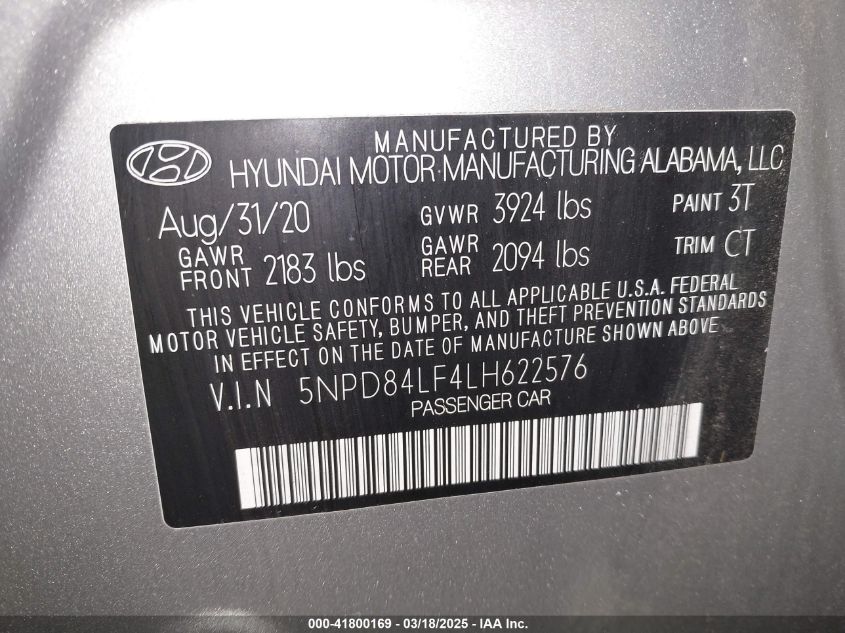 MANUFACTURED BY
HYUNDAI MOTOR MANUFACTURING ALABAMA, LLC
Aug/31/20 GVWR 3924 lbs PAINT 3T
GAWR FRONT 2183 lbs GAWR REAR 2094 lbs TRIM CT
THIS VEHICLE CONFORMS TO ALL APPLICABLE U.S.A. FEDERAL
MOTOR VEHICLE SAFETY, BUMPER, AND THEFT PREVENTION STANDARDS
IN EFFECT ON THE DATE OF MANUFACTURE SHOWN ABOVE
V.I.N 5NPD84LF4LH622576
PASSENGER CAR
000-41800169 - 03/18/2025 - IAA Inc.